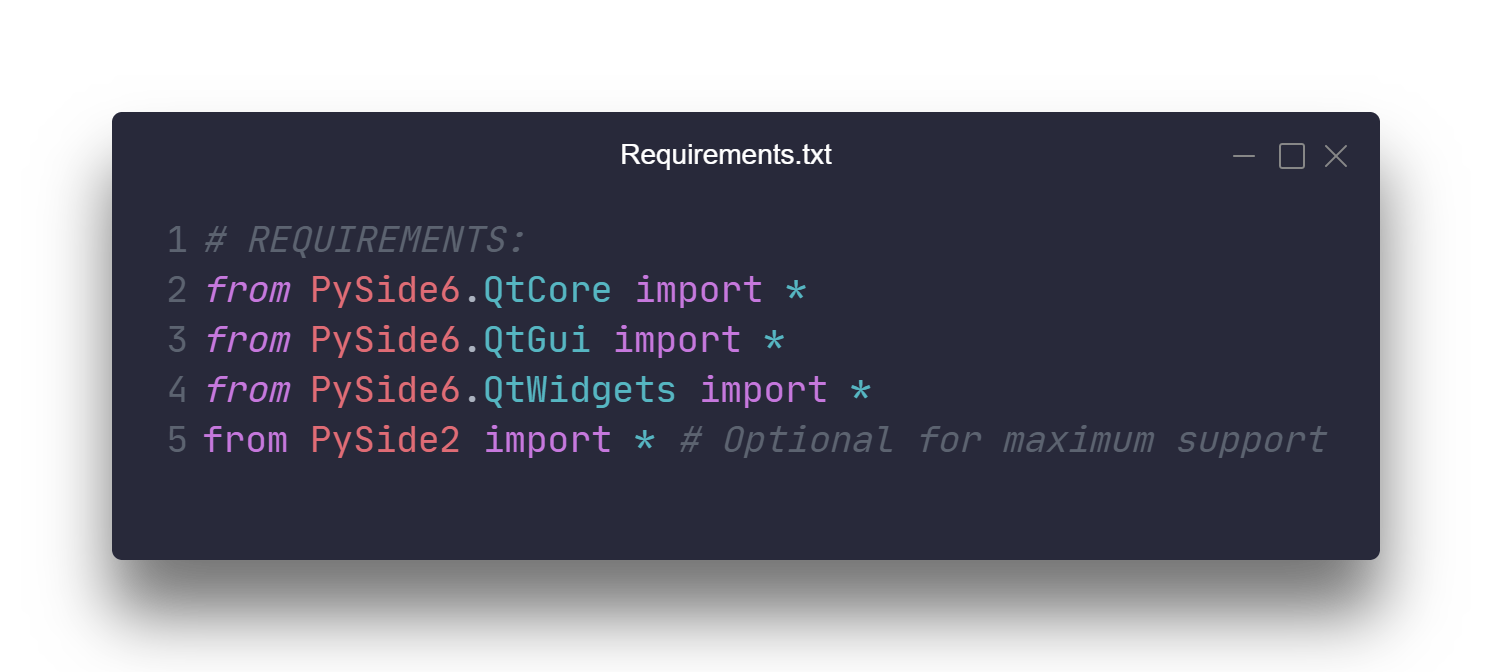 Requirements.txt
1 # REQUIREMENTS:
2 from PySide6.QtCore import *
3 from PySide6.QtGui import *
4 from PySide6.QtWidgets import *
5 from PySide2 import * # Optional for maximum support